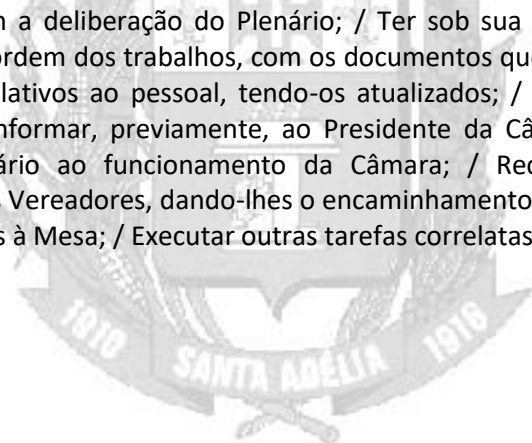 a deliberação do Plenário; / Ter sob sua
ordem dos trabalhos, com os documentos que
lativos ao pessoal, tendo-os atualizados; /
nformar, previamente, ao Presidente da Câ
ário ao funcionamento da Câmara; / Rec
s Vereadores, dando-lhes o encaminhamento
s à Mesa; / Executar outras tarefas correlatas
1910 SANTA ADÉLIA 1916